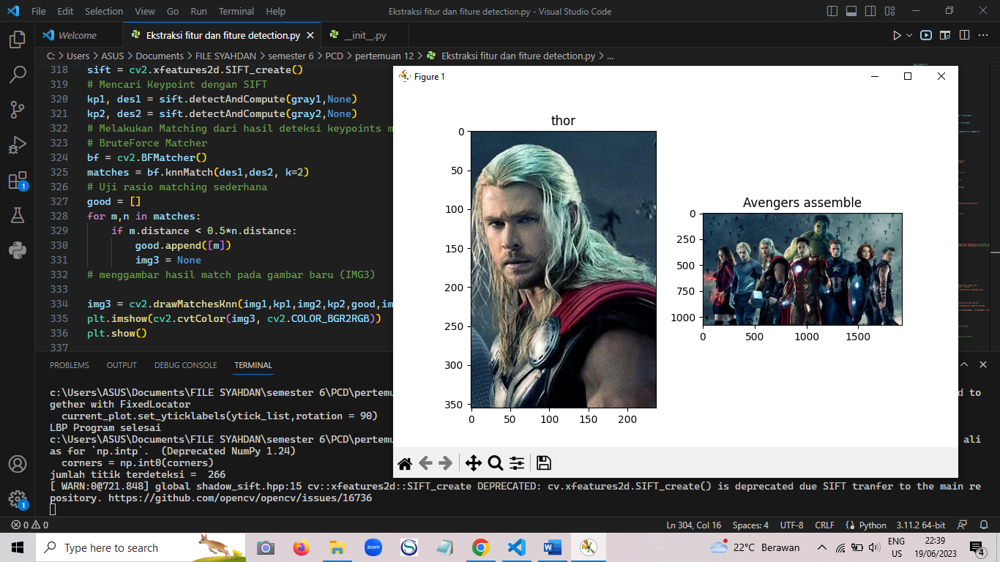 File Edit Selection View Go Run Terminal Help Ekstraksi fitur dan fiture detection.py - Visual Studio Code
Welcome Ekstraksi fitur dan fiture detection.py __init__.py
C: > Users > ASUS > Documents > FILE SYAHDAN > semester 6 > PCD > pertemuan 12 > Ekstraksi fitur dan fiture detection.py > ...
318 sift = cv2.xfeatures2d.SIFT_create()
319 # Mencari Keypoint dengan SIFT
320 kp1, des1 = sift.detectAndCompute(gray1,None)
321 kp2, des2 = sift.detectAndCompute(gray2,None)
322 # Melakukan Matching dari hasil deteksi keypoints m
323 # BruteForce Matcher
324 bf = cv2.BFMatcher()
325 matches = bf.knnMatch(des1,des2, k=2)
326 # Uji rasio matching sederhana
327 good = []
328 for m,n in matches:
329 if m.distance < 0.5*n.distance:
330 good.append([m])
331 img3 = None
332 # menggambar hasil match pada gambar baru (IMG3)
333
334 img3 = cv2.drawMatchesKnn(img1,kp1,img2,kp2,good,im
335 plt.imshow(cv2.cvtColor(img3, cv2.COLOR_BGR2RGB))
336 plt.show()
337
Figure 1
thor
0
50
100
150
200
250
300
350
0 50 100 150 200
Avengers assemble
0
250
500
750
1000
0 500 1000 1500
PROBLEMS OUTPUT DEBUG CONSOLE TERMINAL
c:\Users\ASUS\Documents\FILE SYAHDAN\semester 6\PCD\pertemu d to
gether with FixedLocator
current_plot.set_yticklabels(ytick_list,rotation = 90)
LBP Program selesai
c:\Users\ASUS\Documents\FILE SYAHDAN\semester 6\PCD\pertemu ali
as for `np.intp`. (Deprecated NumPy 1.24)
corners = np.int0(corners)
jumlah titik terdeteksi = 266
[ WARN:0@721.848] global shadow_sift.hpp:15 cv::xfeatures2d::SIFT_create DEPRECATED: cv.xfeatures2d.SIFT_create() is deprecated due SIFT tranfer to the main re
pository. https://github.com/opencv/opencv/issues/16736
1
1
0 0 Ln 304, Col 16 Spaces: 4 UTF-8 CRLF Python 3.11.2 64-bit
Type here to search zoom 22°C Berawan ENG US 22:39 19/06/2023 4